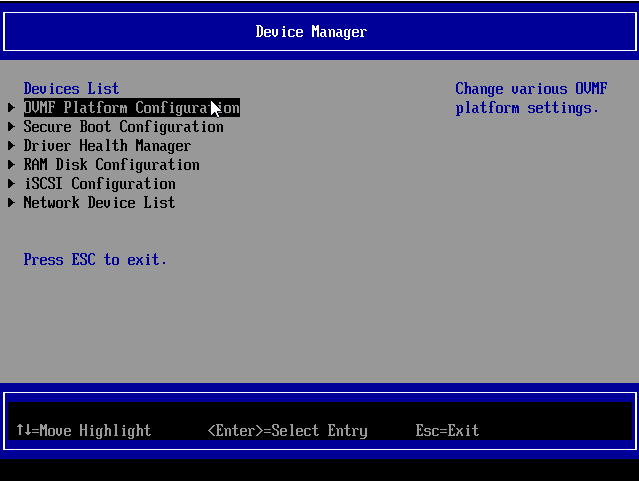 Device Manager
Devices List
Change various OVMF
▶ OVMF Platform Configuration
platform settings.
▶ Secure Boot Configuration
▶ Driver Health Manager
▶ RAM Disk Configuration
▶ iSCSI Configuration
▶ Network Device List
Press ESC to exit.
↑↓=Move Highlight <Enter>=Select Entry Esc=Exit